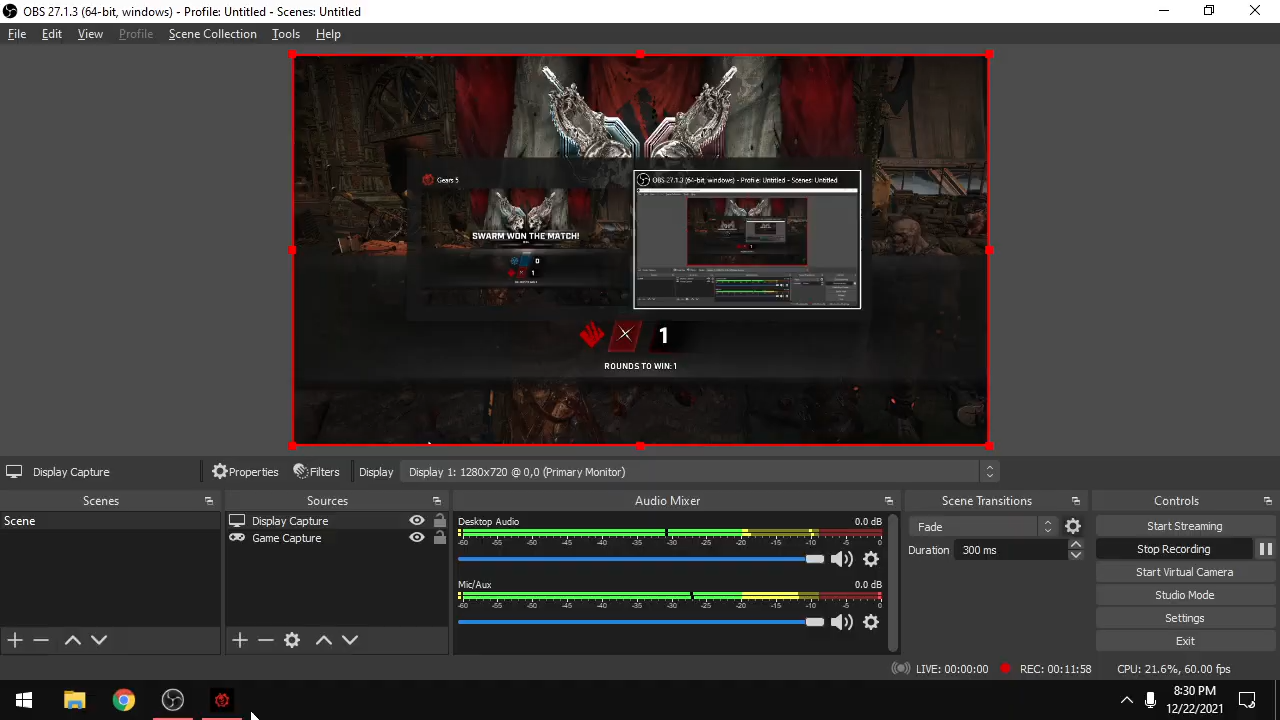 OBS 27.1.3 (64-bit, windows) - Profile: Untitled - Scenes: Untitled
File Edit View Profile Scene Collection Tools Help
Gears 5
OBS 27.1.3 (64-bit, windows) - Profile: Untitled - Scenes: Untitled
SWARM WON THE MATCH!
0
1
1
ROUNDS TO WIN: 1
Display Capture Properties Filters Display Display 1: 1280x720 @ 0,0 (Primary Monitor)
Scenes
Scene
Sources
Display Capture
Game Capture
Audio Mixer
Desktop Audio 0.0 dB
-60 -55 -50 -45 -40 -35 -30 -25 -20 -15 -10 -5 0
Mic/Aux 0.0 dB
-60 -55 -50 -45 -40 -35 -30 -25 -20 -15 -10 -5 0
Scene Transitions
Fade
Duration 300 ms
Controls
Start Streaming
Stop Recording
Start Virtual Camera
Studio Mode
Settings
Exit
LIVE: 00:00:00 REC: 00:11:58 CPU: 21.6%, 60.00 fps
8:30 PM
12/22/2021